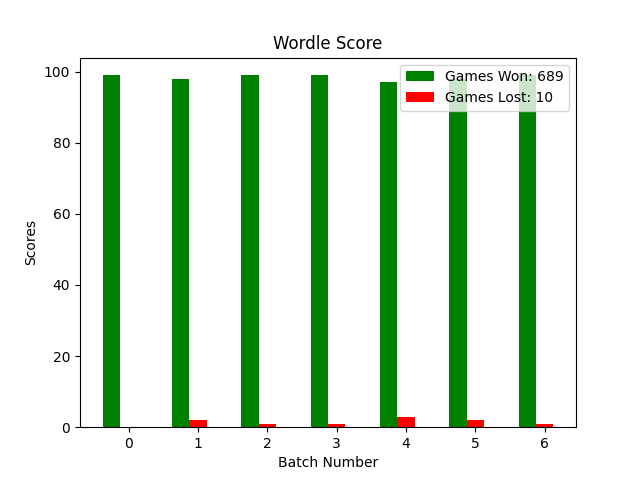 Wordle Score
Games Won: 689
Games Lost: 10
100
80
60
40
20
0
Scores
0 1 2 3 4 5 6
Batch Number